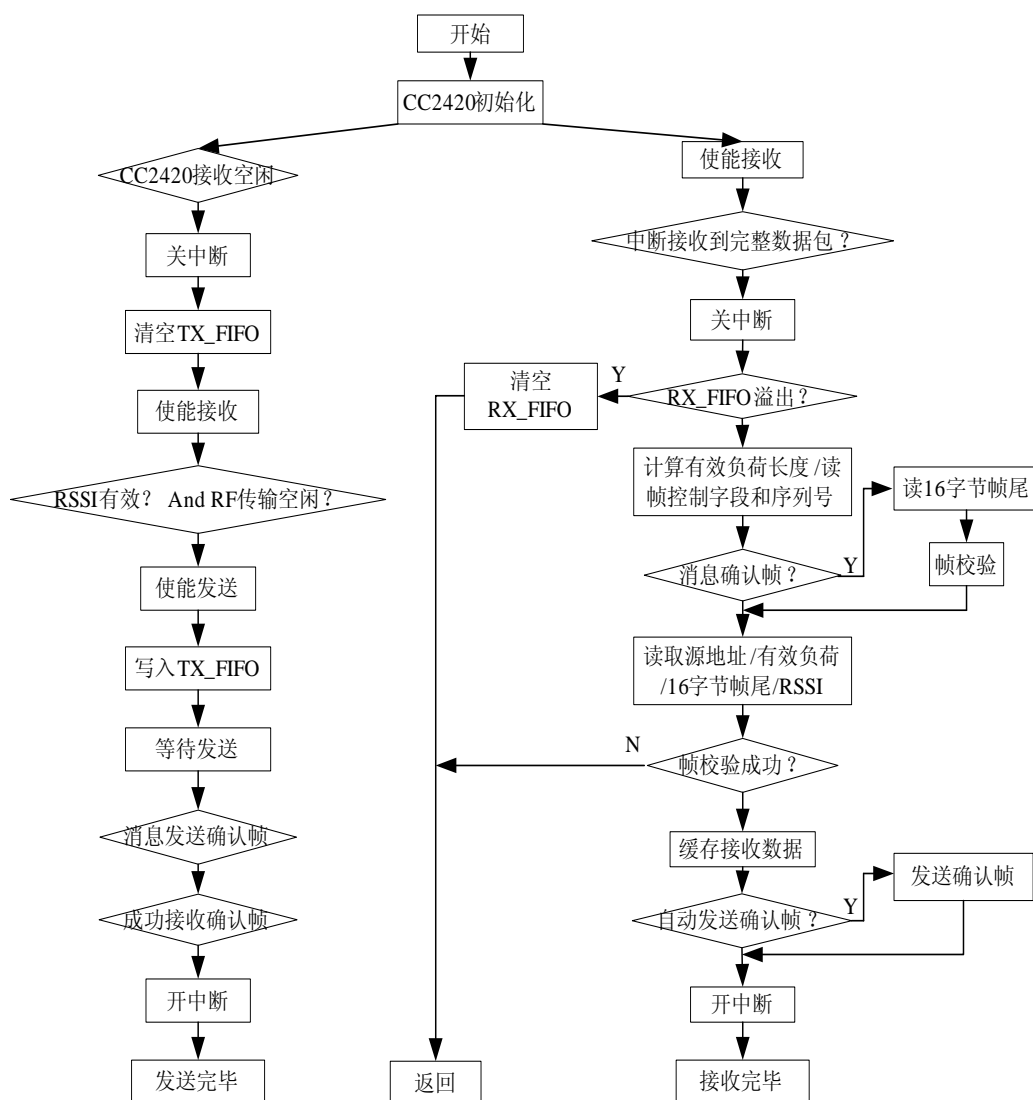 开始
CC2420初始化
CC2420接收空闲
关中断
清空TX_FIFO
使能接收
RSSI有效? And RF传输空闲?
使能发送
写入TX_FIFO
等待发送
消息发送确认帧
成功接收确认帧
开中断
发送完毕
使能接收
中断接收到完整数据包?
关中断
RX_FIFO溢出?
Y
清空
RX_FIFO
计算有效负荷长度/读
帧控制字段和序列号
消息确认帧?
Y
读16字节帧尾
帧校验
读取源地址/有效负荷
/16字节帧尾/RSSI
帧校验成功?
N
缓存接收数据
自动发送确认帧?
Y
发送确认帧
开中断
接收完毕
返回